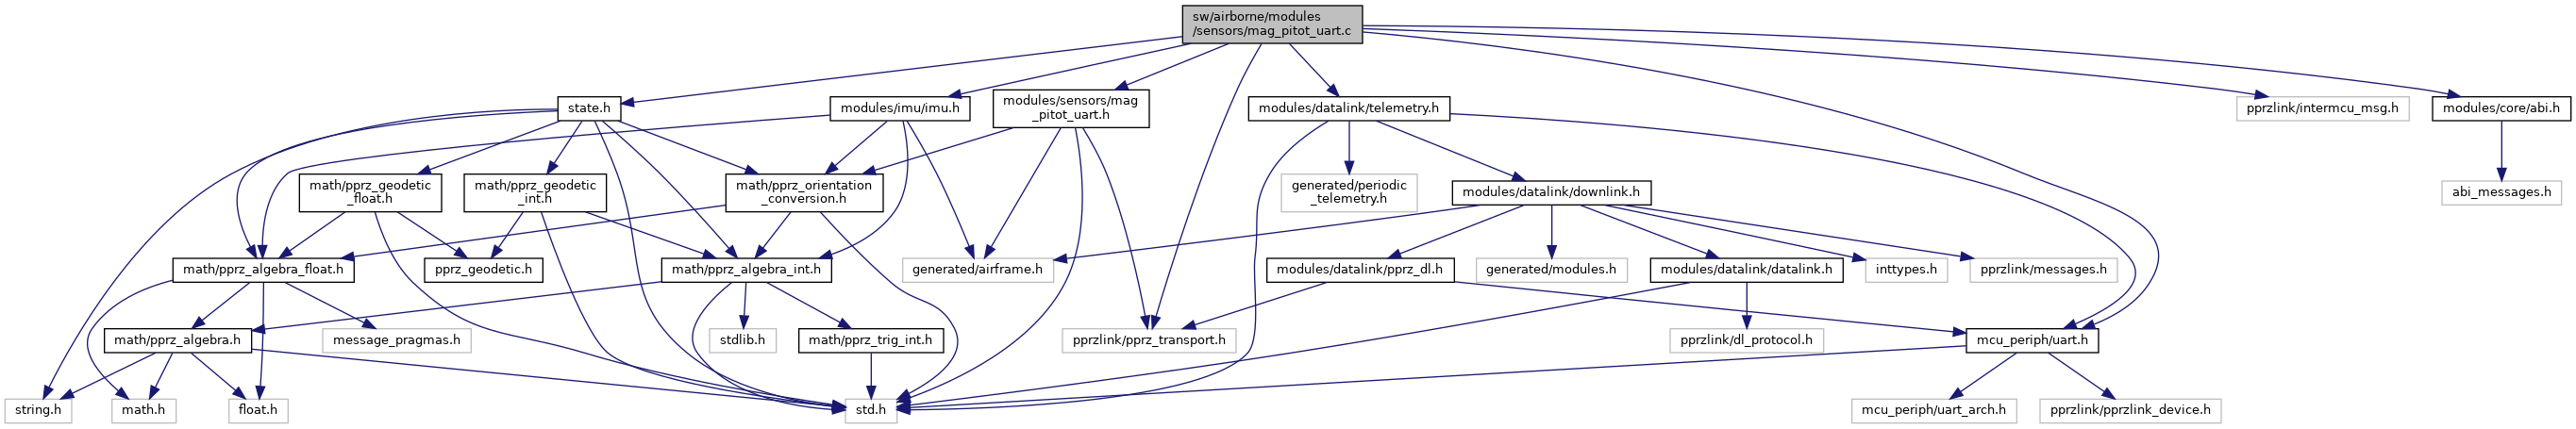 sw/airborne/modules
/sensors/mag_pitot_uart.c
state.h
modules/imu/imu.h
modules/sensors/mag
_pitot_uart.h
modules/datalink/telemetry.h
pprzlink/intermcu_msg.h
modules/core/abi.h
math/pprz_geodetic
_float.h
math/pprz_geodetic
_int.h
math/pprz_orientation
_conversion.h
generated/periodic
_telemetry.h
modules/datalink/downlink.h
abi_messages.h
math/pprz_algebra_float.h
pprz_geodetic.h
math/pprz_algebra_int.h
generated/airframe.h
modules/datalink/pprz_dl.h
generated/modules.h
modules/datalink/datalink.h
inttypes.h
pprzlink/messages.h
math/pprz_algebra.h
message_pragmas.h
stdlib.h
math/pprz_trig_int.h
pprzlink/pprz_transport.h
pprzlink/dl_protocol.h
mcu_periph/uart.h
string.h
math.h
float.h
std.h
mcu_periph/uart_arch.h
pprzlink/pprzlink_device.h